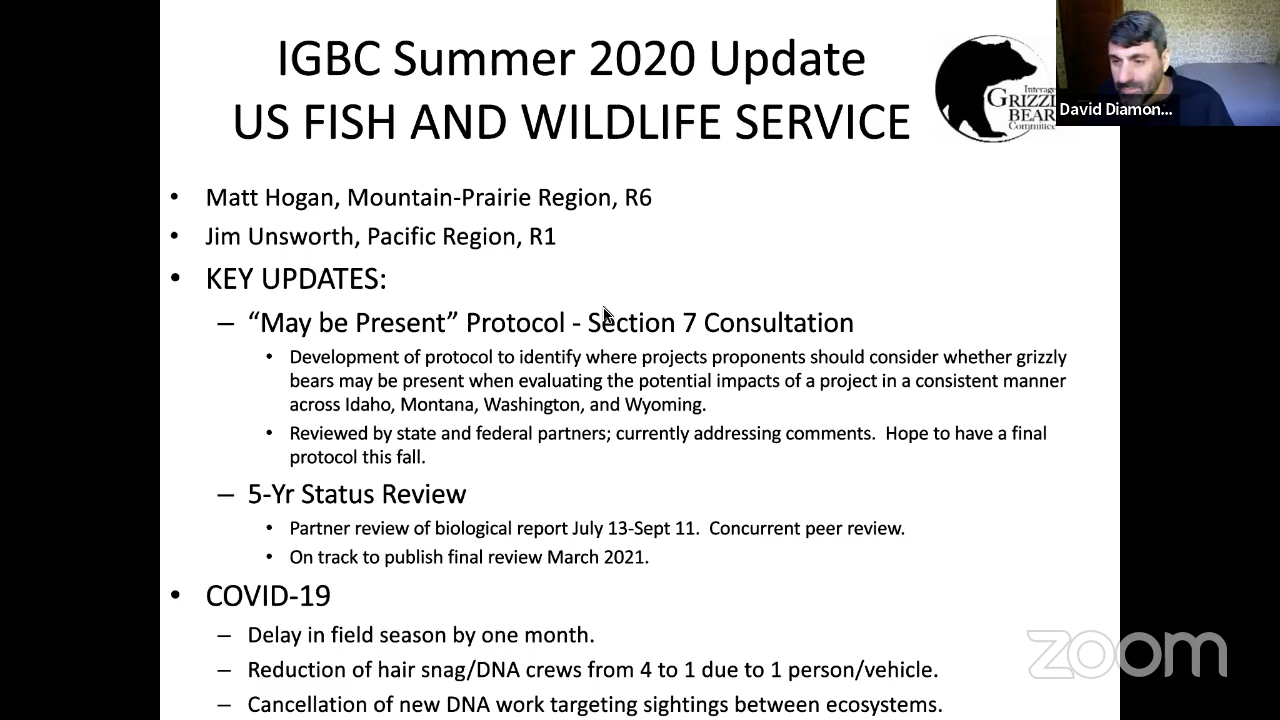 IGBC Summer 2020 Update
US FISH AND WILDLIFE SERVICE
Interag
GRIZZL
BEAR
Committee
David Diamon...
• Matt Hogan, Mountain-Prairie Region, R6
• Jim Unsworth, Pacific Region, R1
• KEY UPDATES:
– “May be Present” Protocol - Section 7 Consultation
• Development of protocol to identify where projects proponents should consider whether grizzly
bears may be present when evaluating the potential impacts of a project in a consistent manner
across Idaho, Montana, Washington, and Wyoming.
• Reviewed by state and federal partners; currently addressing comments.  Hope to have a final
protocol this fall.
– 5-Yr Status Review
• Partner review of biological report July 13-Sept 11.  Concurrent peer review.
• On track to publish final review March 2021.
• COVID-19
– Delay in field season by one month.
– Reduction of hair snag/DNA crews from 4 to 1 due to 1 person/vehicle.
– Cancellation of new DNA work targeting sightings between ecosystems.
zoom